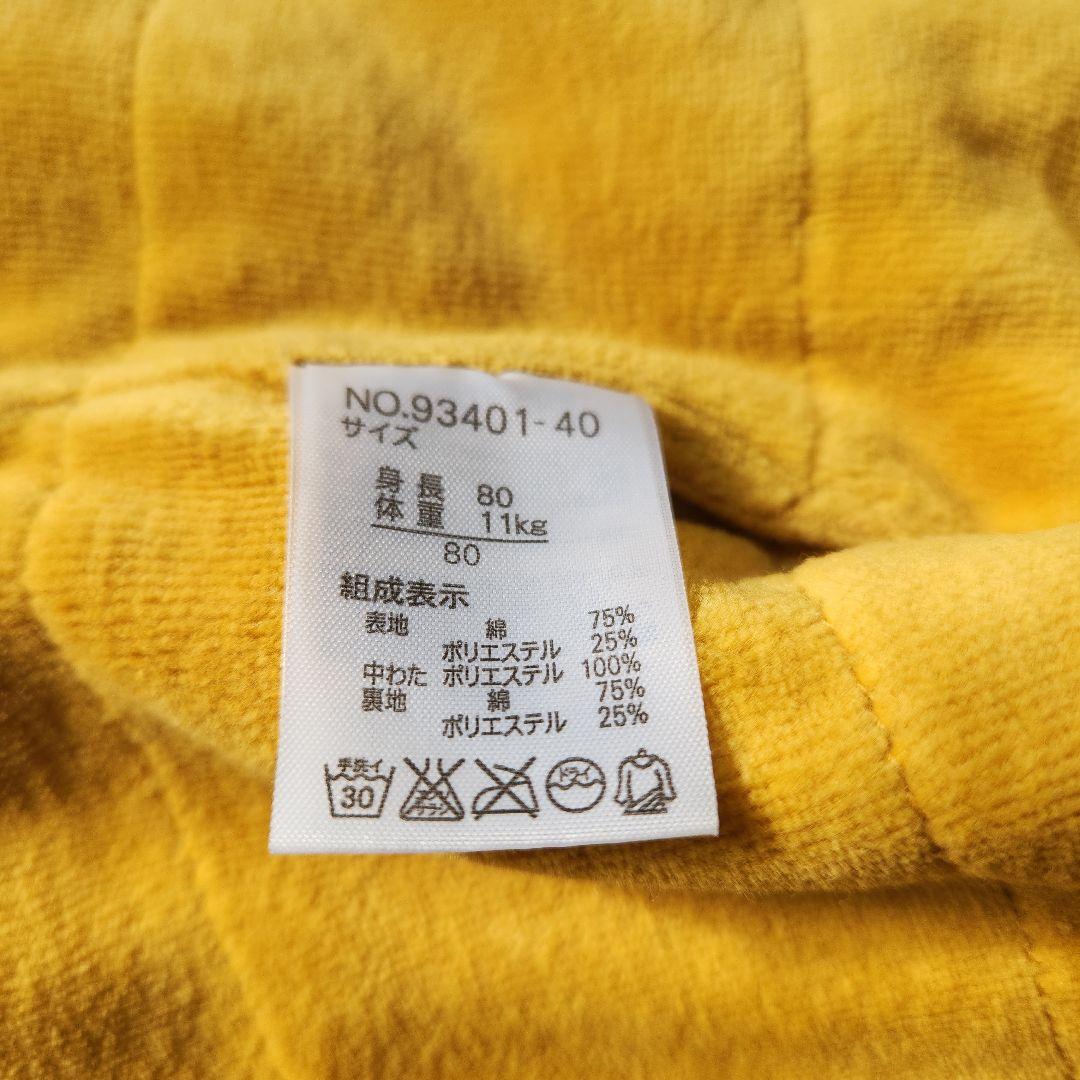 NO.93401-40
サイズ
身長 80
体重 11kg
80
組成表示
表地 綿 75%
ポリエステル 25%
中わた ポリエステル 100%
裏地 綿 75%
ポリエステル 25%
手洗イ 30 ドライ